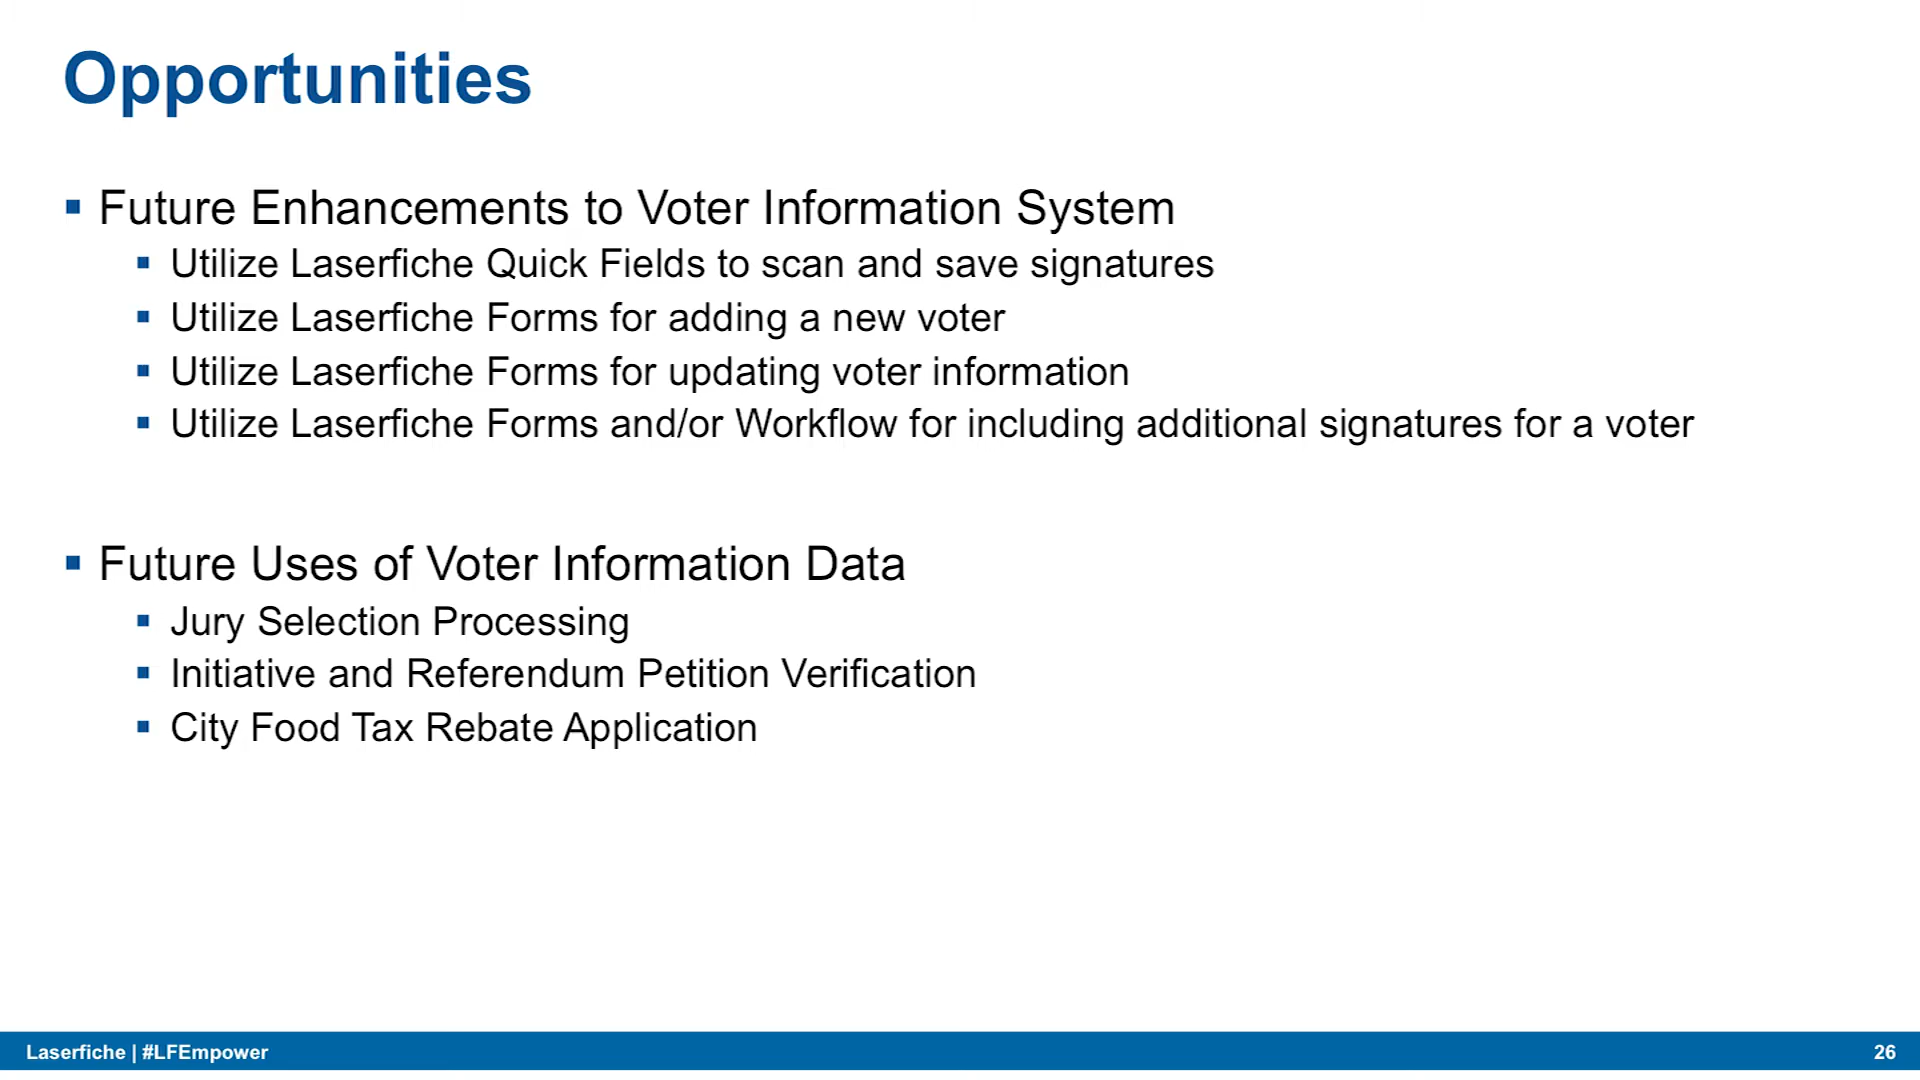 Opportunities
▪ Future Enhancements to Voter Information System
▪ Utilize Laserfiche Quick Fields to scan and save signatures
▪ Utilize Laserfiche Forms for adding a new voter
▪ Utilize Laserfiche Forms for updating voter information
▪ Utilize Laserfiche Forms and/or Workflow for including additional signatures for a voter
▪ Future Uses of Voter Information Data
▪ Jury Selection Processing
▪ Initiative and Referendum Petition Verification
▪ City Food Tax Rebate Application
Laserfiche | #LFEmpower
26